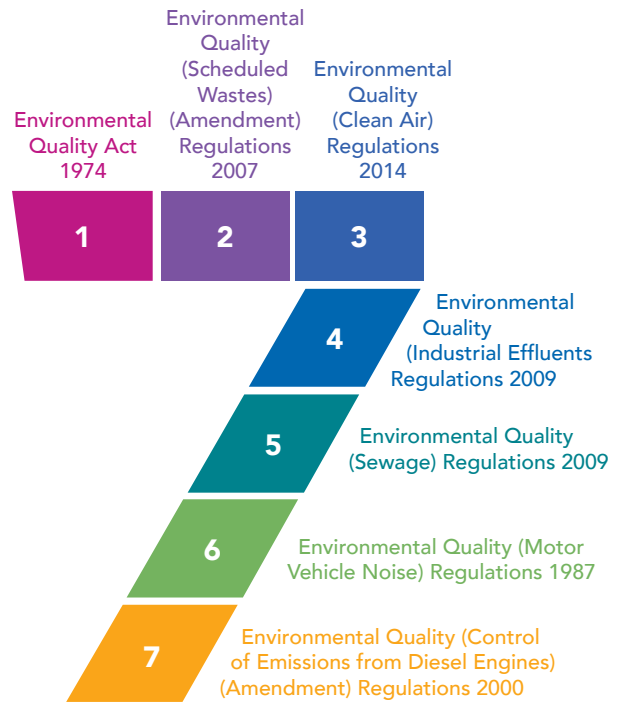 Environmental
Quality Act
1974
1
Environmental
Quality
(Scheduled
Wastes)
(Amendment)
Regulations
2007
2
Environmental
Quality
(Clean Air)
Regulations
2014
3
4
Environmental
Quality
(Industrial Effluents
Regulations 2009
5
Environmental Quality
(Sewage) Regulations 2009
6
Environmental Quality (Motor
Vehicle Noise) Regulations 1987
7
Environmental Quality (Control
of Emissions from Diesel Engines)
(Amendment) Regulations 2000